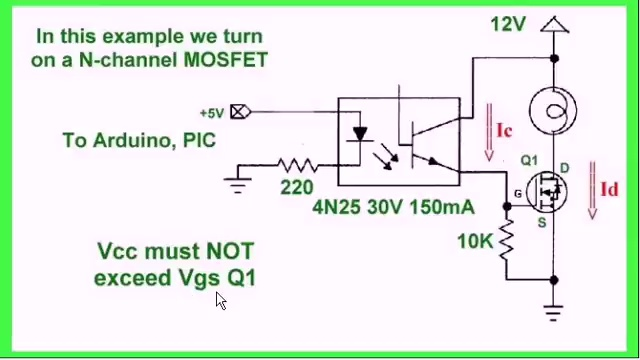 In this example we turn
on a N-channel MOSFET
12V
+5V
Ic
To Arduino, PIC
Q1
D
Id
220
G
4N25 30V 150mA
S
10K
Vcc must NOT
exceed Vgs Q1